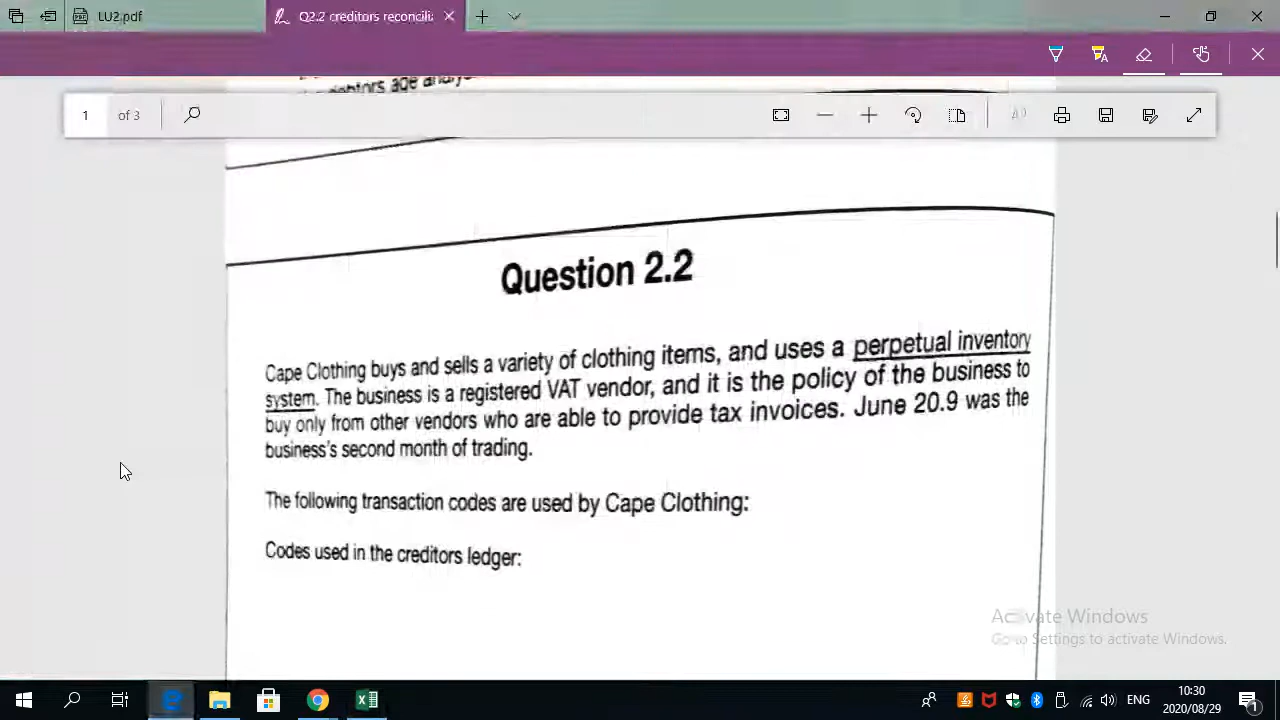 LU2.pdf
Q2.2 creditors reconcilia
debtors age analy
1 of 3
Question 2.2
Cape Clothing buys and sells a variety of clothing items, and uses a perpetual inventory
system. The business is a registered VAT vendor, and it is the policy of the business to
buy only from other vendors who are able to provide tax invoices. June 20.9 was the
business's second month of trading.
The following transaction codes are used by Cape Clothing:
Codes used in the creditors ledger:
Activate Windows
Go to Settings to activate Windows.
ENG
10:30
2020/08/29